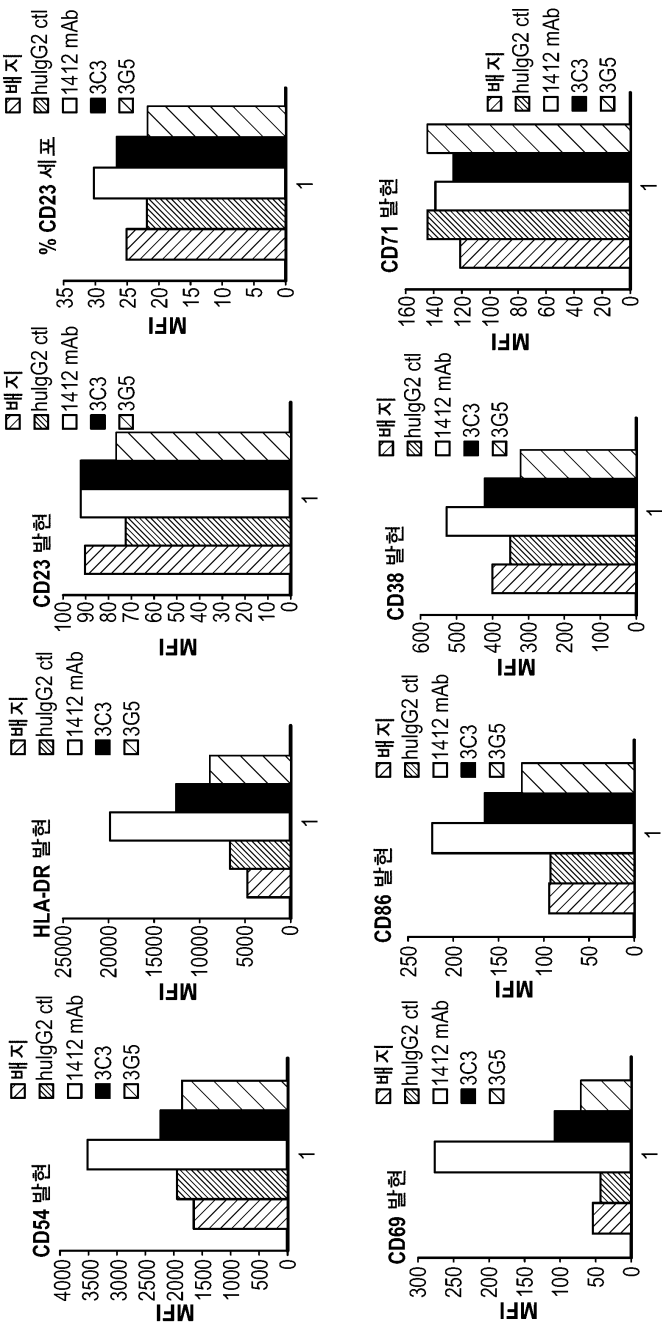 CD54 발현
MFI
4000
3500
3000
2500
2000
1500
1000
500
0
1
배지
huIgG2 ctl
1412 mAb
3C3
3G5
HLA-DR 발현
MFI
25000
20000
15000
10000
5000
0
1
배지
huIgG2 ctl
1412 mAb
3C3
3G5
CD23 발현
MFI
100
90
80
70
60
50
40
30
20
10
0
1
배지
huIgG2 ctl
1412 mAb
3C3
3G5
% CD23 세포
MFI
35
30
25
20
15
10
5
0
1
배지
huIgG2 ctl
1412 mAb
3C3
3G5
CD69 발현
MFI
300
250
200
150
100
50
0
1
배지
huIgG2 ctl
1412 mAb
3C3
3G5
CD86 발현
MFI
250
200
150
100
50
0
1
배지
huIgG2 ctl
1412 mAb
3C3
3G5
CD38 발현
MFI
600
500
400
300
200
100
0
1
배지
huIgG2 ctl
1412 mAb
3C3
3G5
CD71 발현
MFI
160
140
120
100
80
60
40
20
0
1
배지
huIgG2 ctl
1412 mAb
3C3
3G5